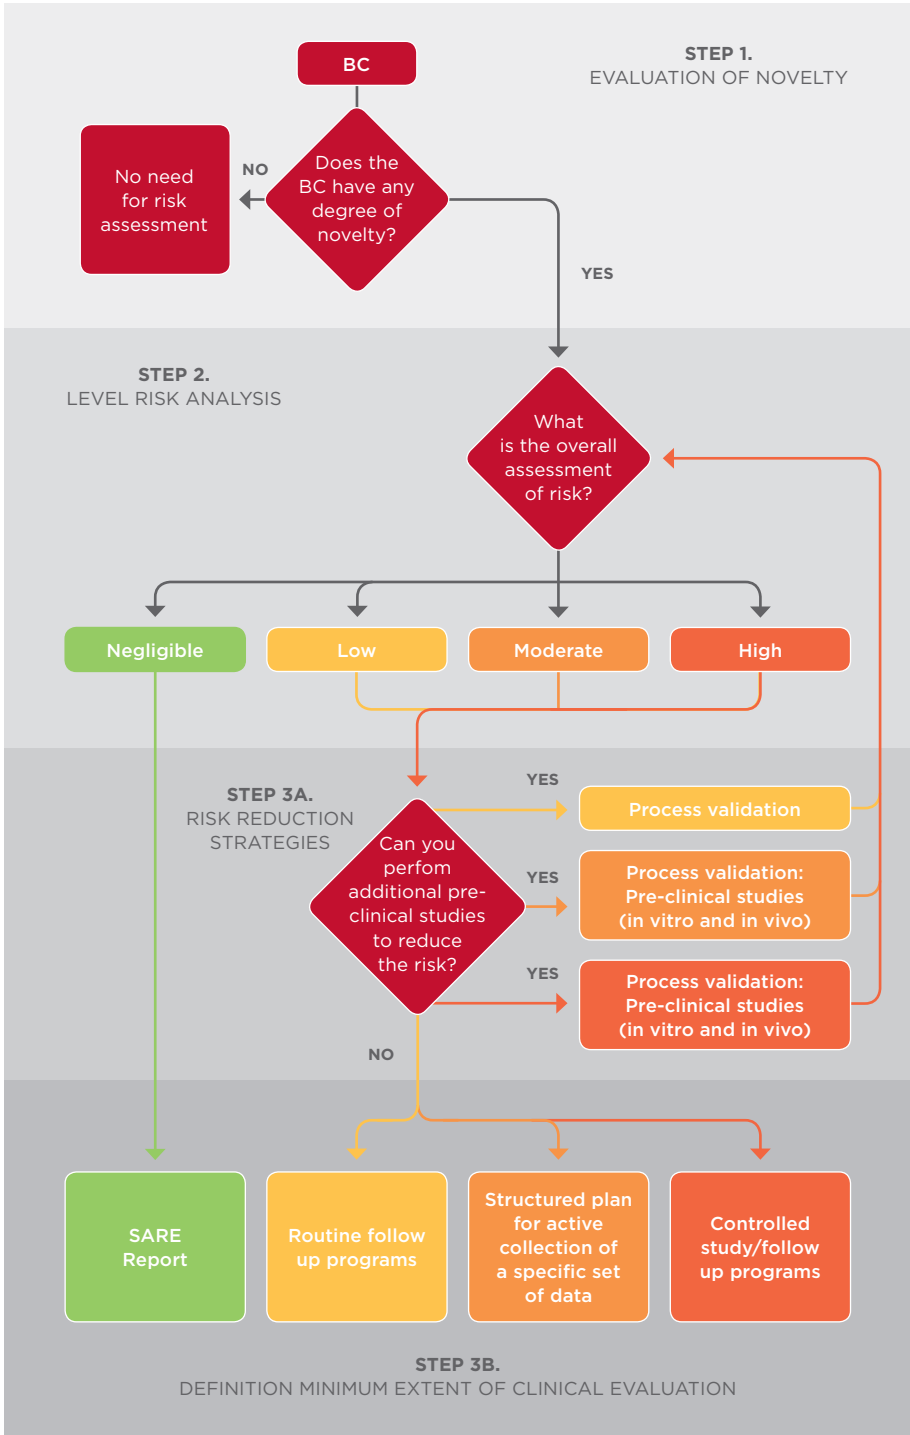 BC
STEP 1.
EVALUATION OF NOVELTY
Does the
BC have any
degree of
novelty?
NO
No need
for risk
assessment
YES
STEP 2.
LEVEL RISK ANALYSIS
What
is the overall
assessment
of risk?
Negligible
Low
Moderate
High
STEP 3A.
RISK REDUCTION
STRATEGIES
Can you
perfom
additional pre-
clinical studies
to reduce
the risk?
YES
Process validation
YES
Process validation:
Pre-clinical studies
(in vitro and in vivo)
YES
Process validation:
Pre-clinical studies
(in vitro and in vivo)
NO
SARE
Report
Routine follow
up programs
Structured plan
for active
collection of
a specific set
of data
Controlled
study/follow
up programs
STEP 3B.
DEFINITION MINIMUM EXTENT OF CLINICAL EVALUATION